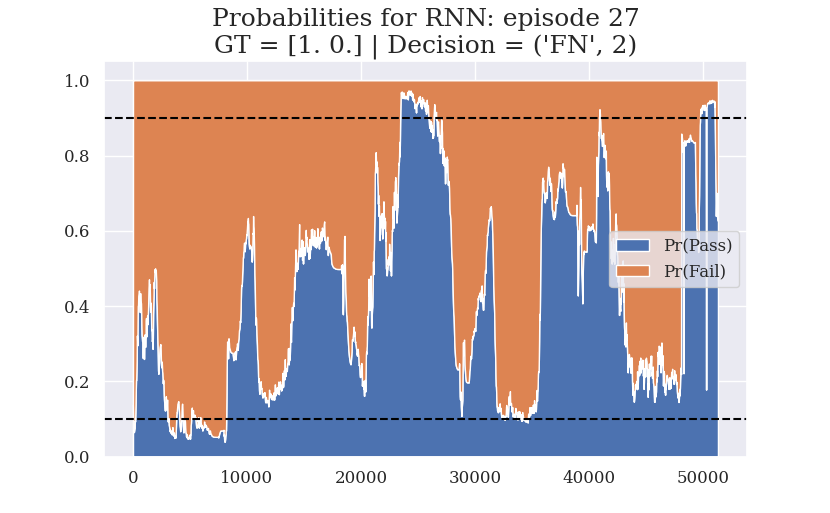 Probabilities for RNN: episode 27
GT = [1. 0.] | Decision = ('FN', 2)
1.0
0.8
0.6
0.4
0.2
0.0
Pr(Pass)
Pr(Fail)
0 10000 20000 30000 40000 50000